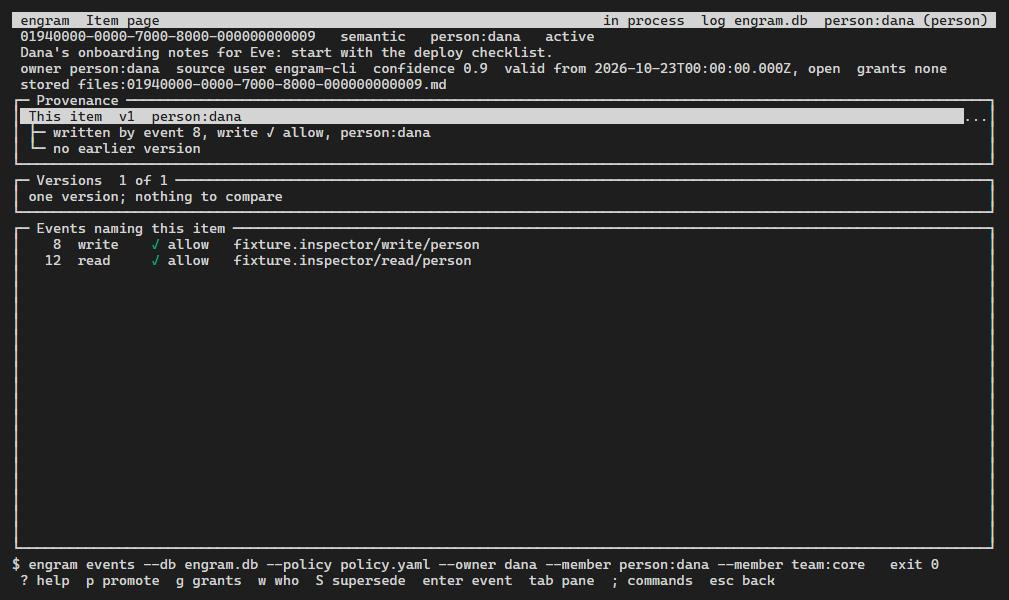 engram  Item page  in process  log engram.db  person:dana (person)
01940000-0000-7000-8000-000000000009   semantic   person:dana   active
Dana's onboarding notes for Eve: start with the deploy checklist.
owner person:dana  source user engram-cli  confidence 0.9  valid from 2026-10-23T00:00:00.000Z, open  grants none
stored files:01940000-0000-7000-8000-000000000009.md
Provenance
This item  v1  person:dana ...
written by event 8, write ✓ allow, person:dana
no earlier version
Versions  1 of 1
one version; nothing to compare
Events naming this item
8  write    ✓ allow   fixture.inspector/write/person
12  read     ✓ allow   fixture.inspector/read/person
$ engram events --db engram.db --policy policy.yaml --owner dana --member person:dana --member team:core   exit 0
? help  p promote  g grants  w who  S supersede  enter event  tab pane  ; commands  esc back